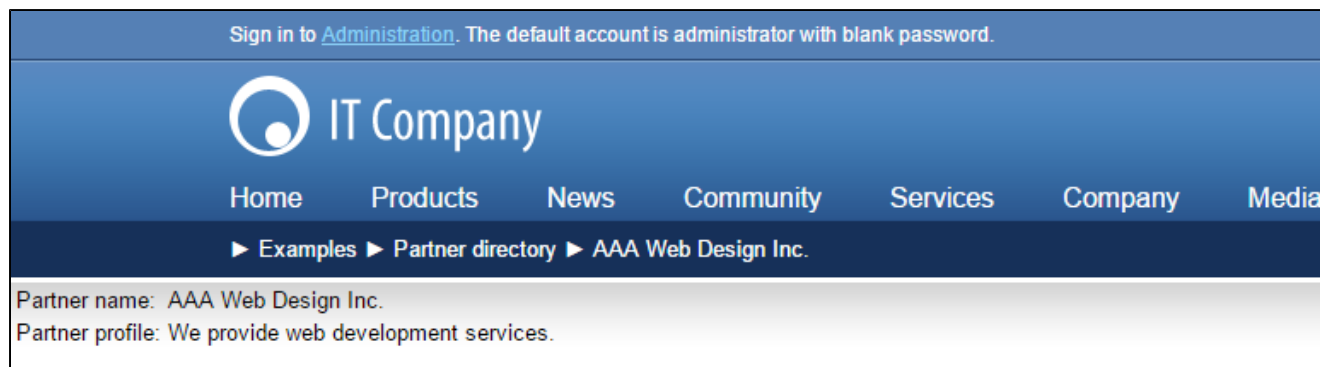 Sign in to Administration. The default account is administrator with blank password.
IT Company
Home Products News Community Services Company Media
► Examples ► Partner directory ► AAA Web Design Inc.
Partner name: AAA Web Design Inc.
Partner profile: We provide web development services.